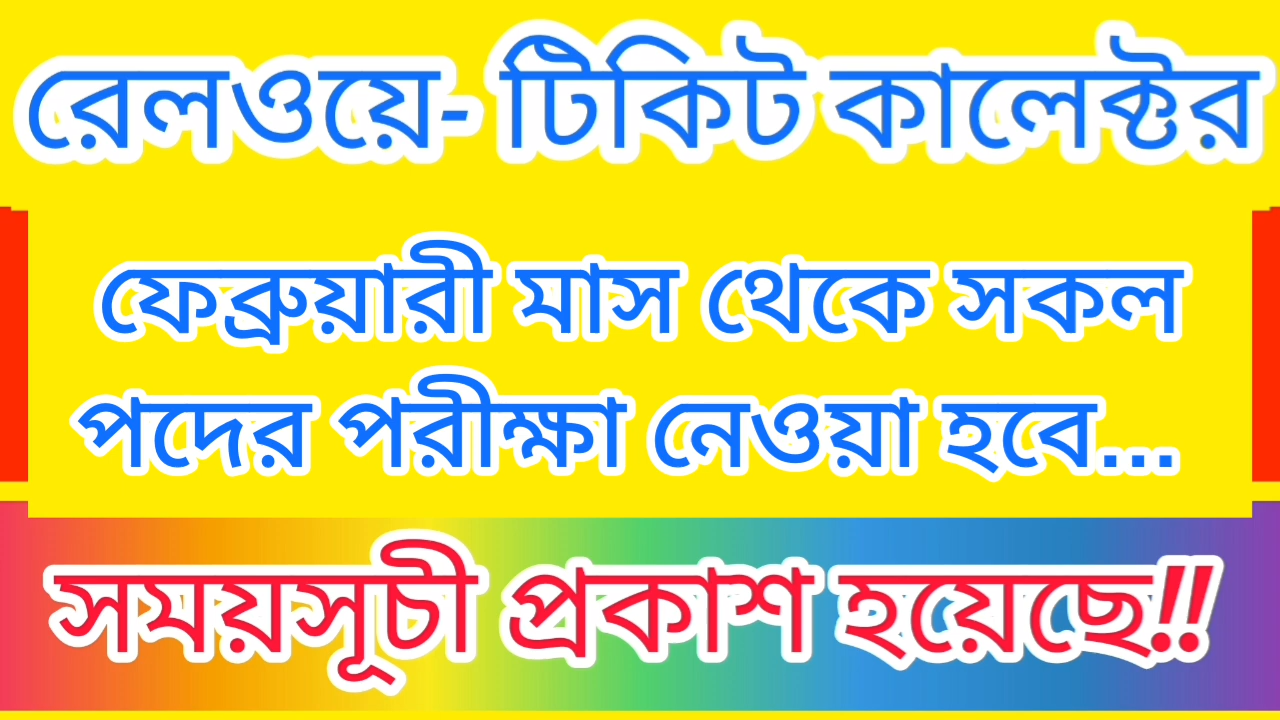 রেলওয়ে- টিকিট কালেক্টর
ফেব্রুয়ারী মাস থেকে সকল
পদের পরীক্ষা নেওয়া হবে...
সময়সূচী প্রকাশ হয়েছে!!